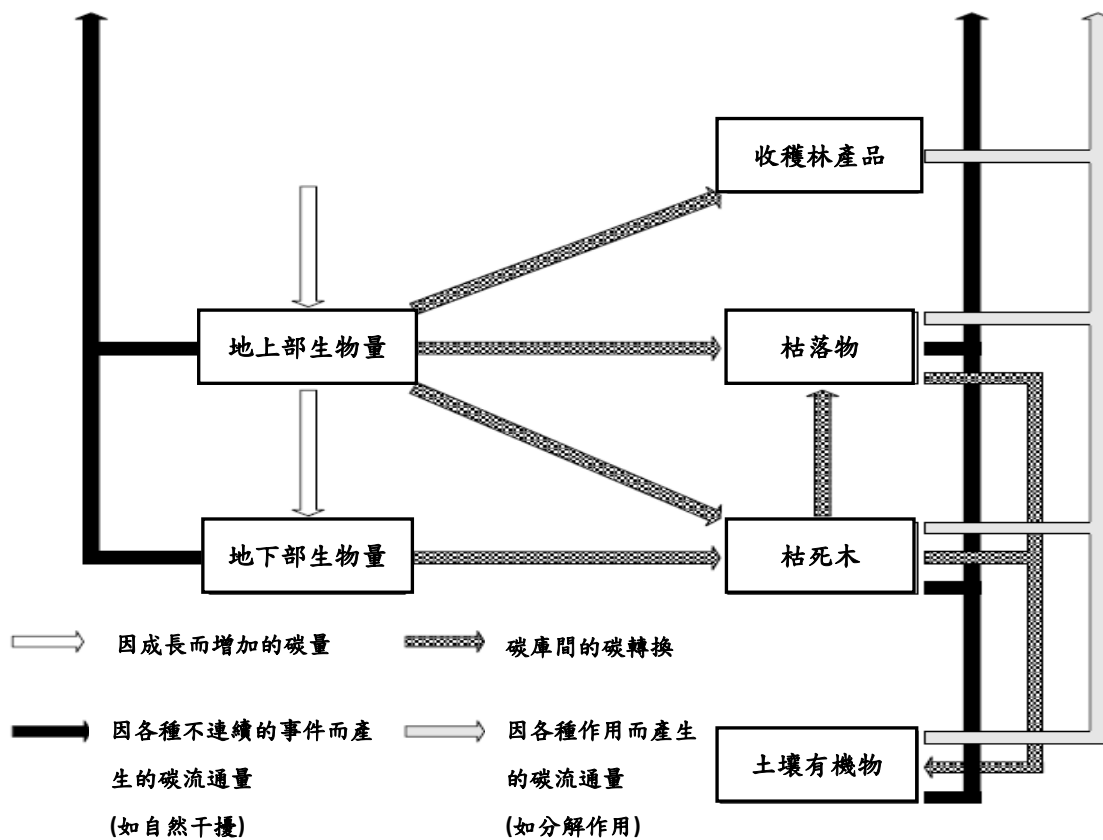 收穫林產品
地上部生物量
枯落物
地下部生物量
枯死木
因成長而增加的碳量
碳庫間的碳轉換
因各種不連續的事件而產
生的碳流通量
(如自然干擾)
因各種作用而產生
的碳流通量
(如分解作用)
土壤有機物